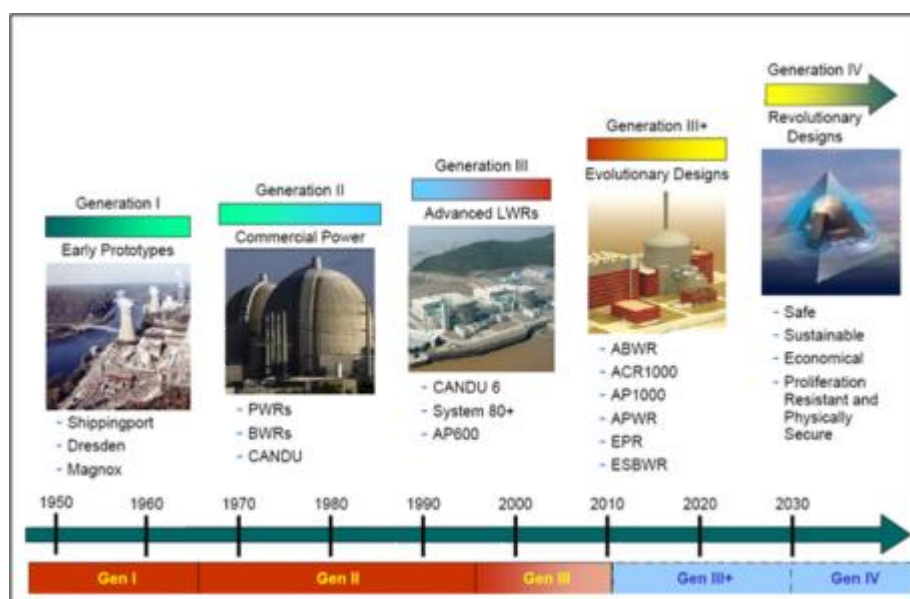 Generation I
Early Prototypes
- Shippingport
- Dresden
- Magnox
Generation II
Commercial Power
- PWRs
- BWRs
- CANDU
Generation III
Advanced LWRs
- CANDU 6
- System 80+
- AP600
Generation III+
Evolutionary Designs
- ABWR
- ACR1000
- AP1000
- APWR
- EPR
- ESBWR
Generation IV
Revolutionary
Designs
- Safe
- Sustainable
- Economical
- Proliferation
Resistant and
Physically
Secure
1950 1960 1970 1980 1990 2000 2010 2020 2030
Gen I Gen II Gen III Gen III+ Gen IV